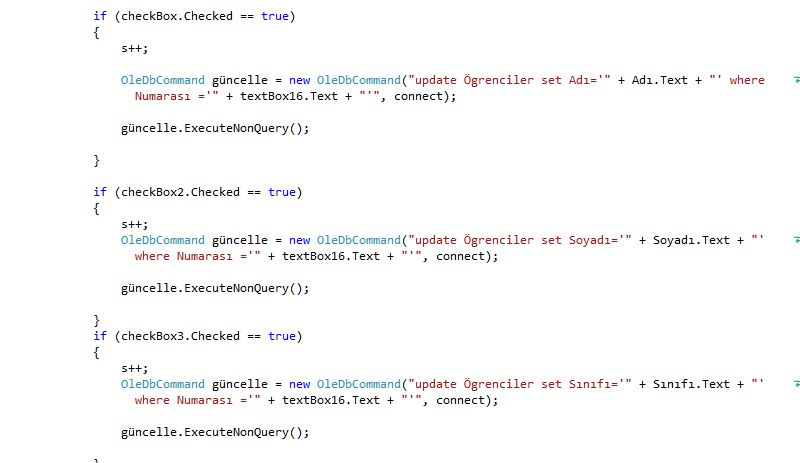 if (checkBox.Checked == true)
{
s++;
OleDbCommand güncelle = new OleDbCommand("update Ögrenciler set Adı='" + Adı.Text + "' where
Numarası ='" + textBox16.Text + "'", connect);
güncelle.ExecuteNonQuery();
}
if (checkBox2.Checked == true)
{
s++;
OleDbCommand güncelle = new OleDbCommand("update Ögrenciler set Soyadı='" + Soyadı.Text + "'
where Numarası ='" + textBox16.Text + "'", connect);
güncelle.ExecuteNonQuery();
}
if (checkBox3.Checked == true)
{
s++;
OleDbCommand güncelle = new OleDbCommand("update Ögrenciler set Sınıfı='" + Sınıfı.Text + "'
where Numarası ='" + textBox16.Text + "'", connect);
güncelle.ExecuteNonQuery();
}